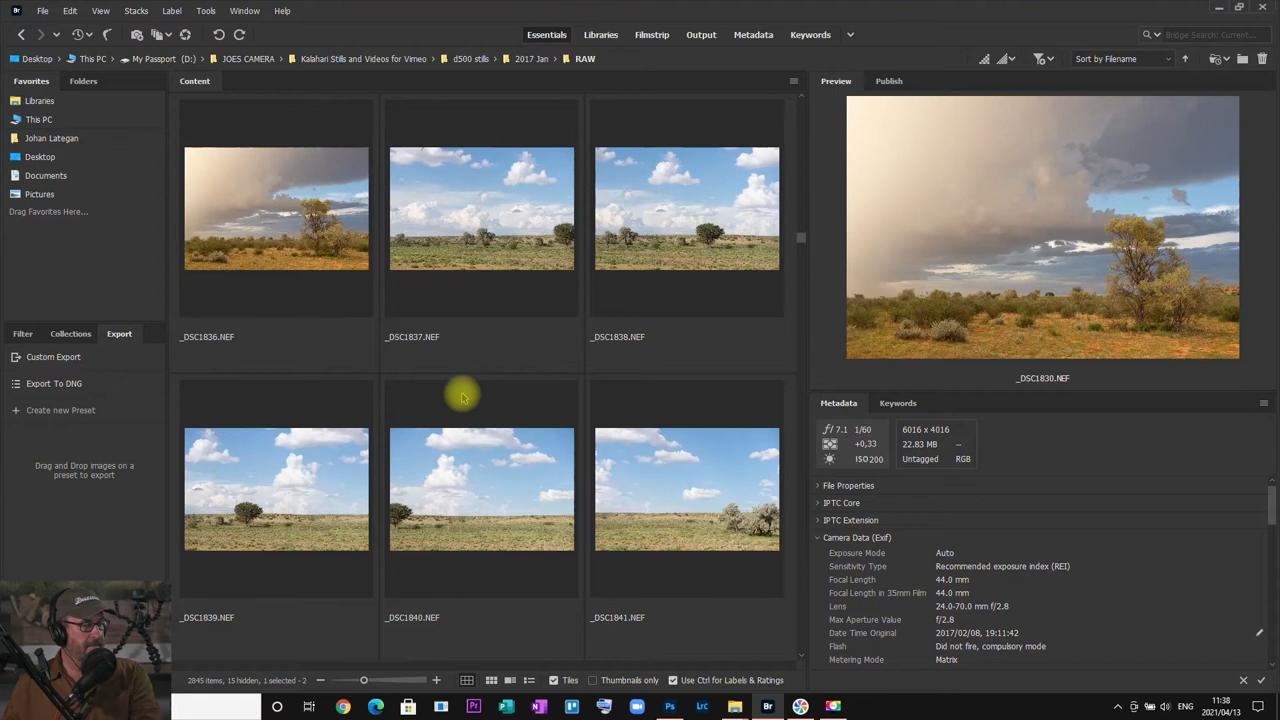 Br File Edit View Stacks Label Tools Window Help
Essentials Libraries Filmstrip Output Metadata Keywords Bridge Search: Current...
Desktop This PC My Passport (D:) JOES CAMERA Kalahari Stills and Videos for Vimeo d500 stills 2017 Jan RAW Sort by Filename
Favorites Folders
Libraries
This PC
Johan Lategan
Desktop
Documents
Pictures
Drag Favorites Here...
Filter Collections Export
Custom Export
Export To DNG
Create new Preset
Drag and Drop images on a
preset to export
Content
_DSC1836.NEF _DSC1837.NEF _DSC1838.NEF
_DSC1839.NEF _DSC1840.NEF _DSC1841.NEF
2845 items, 15 hidden, 1 selected - 2 Tiles Thumbnails only Use Ctrl for Labels & Ratings
Preview Publish
_DSC1830.NEF
Metadata Keywords
f/ 7.1 1/60 6016 x 4016
+0,33 22.83 MB --
ISO200 Untagged RGB
File Properties
IPTC Core
IPTC Extension
Camera Data (Exif)
Exposure Mode Auto
Sensitivity Type Recommended exposure index (REI)
Focal Length 44.0 mm
Focal Length in 35mm Film 44.0 mm
Lens 24.0-70.0 mm f/2.8
Max Aperture Value f/2.8
Date Time Original 2017/02/08, 19:11:42
Flash Did not fire, compulsory mode
Metering Mode Matrix
Pr Ps Lrc Br ENG 11:38
2021/04/13